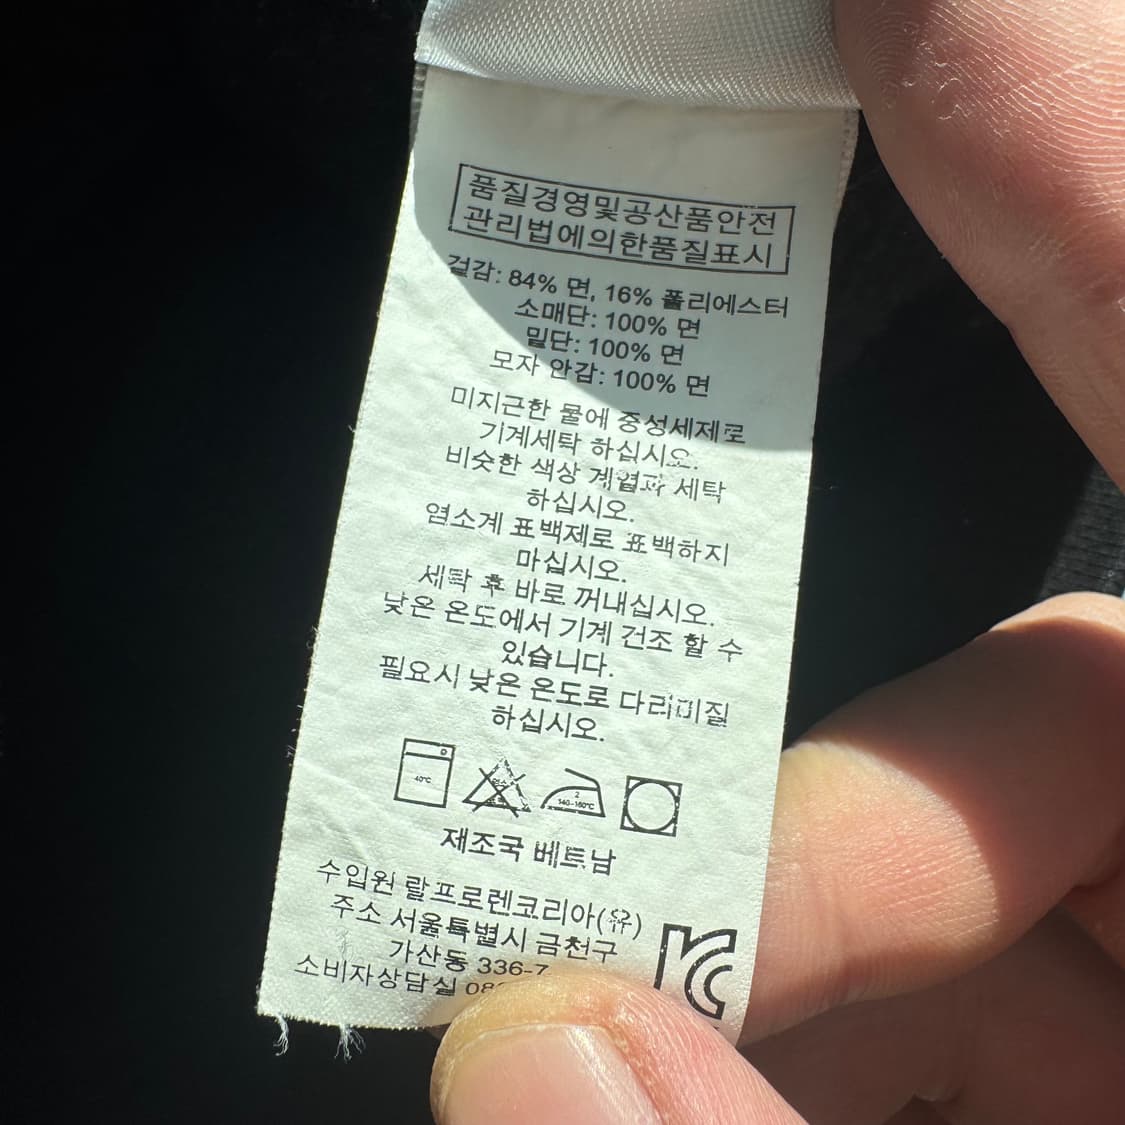 품질경영및공산품안전
관리법에의한품질표시
겉감: 84% 면, 16% 폴리에스터
소매단: 100% 면
밑단: 100% 면
모자 안감: 100% 면
미지근한 물에 중성세제로
기계세탁 하십시오.
비슷한 색상 계열과 세탁
하십시오.
염소계 표백제로 표백하지
마십시오.
세탁 후 바로 꺼내십시오.
낮은 온도에서 기계 건조 할 수
있습니다.
필요시 낮은 온도로 다리미질
하십시오.
40°C
2
140-160°C
제조국 베트남
수입원 랄프로렌코리아(유)
주소 서울특별시 금천구
가산동 336-7
소비자상담실
KC